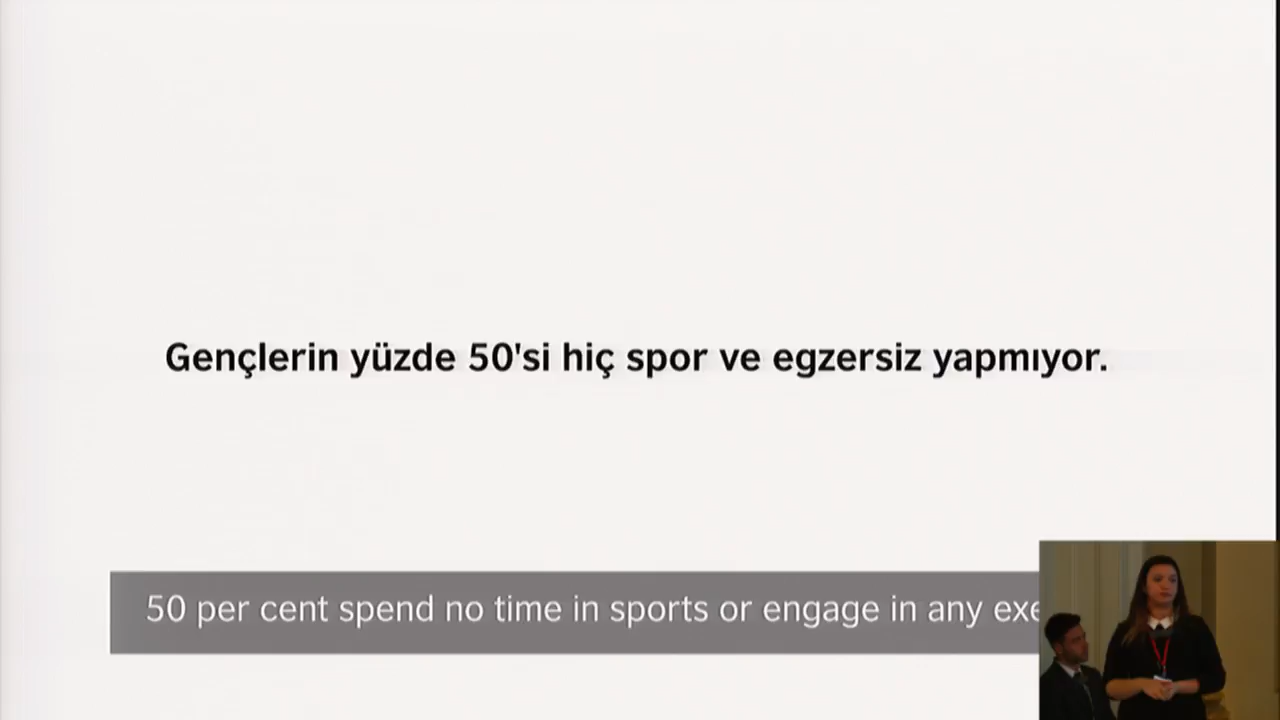 Gençlerin yüzde 50'si hiç spor ve egzersiz yapmıyor.
50 per cent spend no time in sports or engage in any